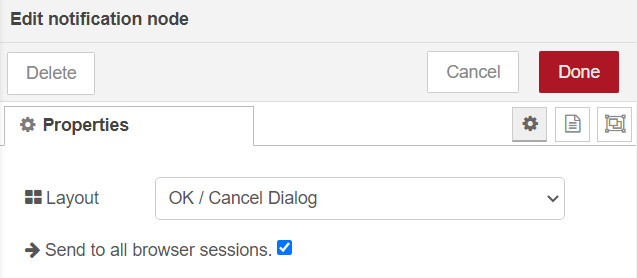 Edit notification node
Delete Cancel Done
Properties
Layout OK / Cancel Dialog
Send to all browser sessions.